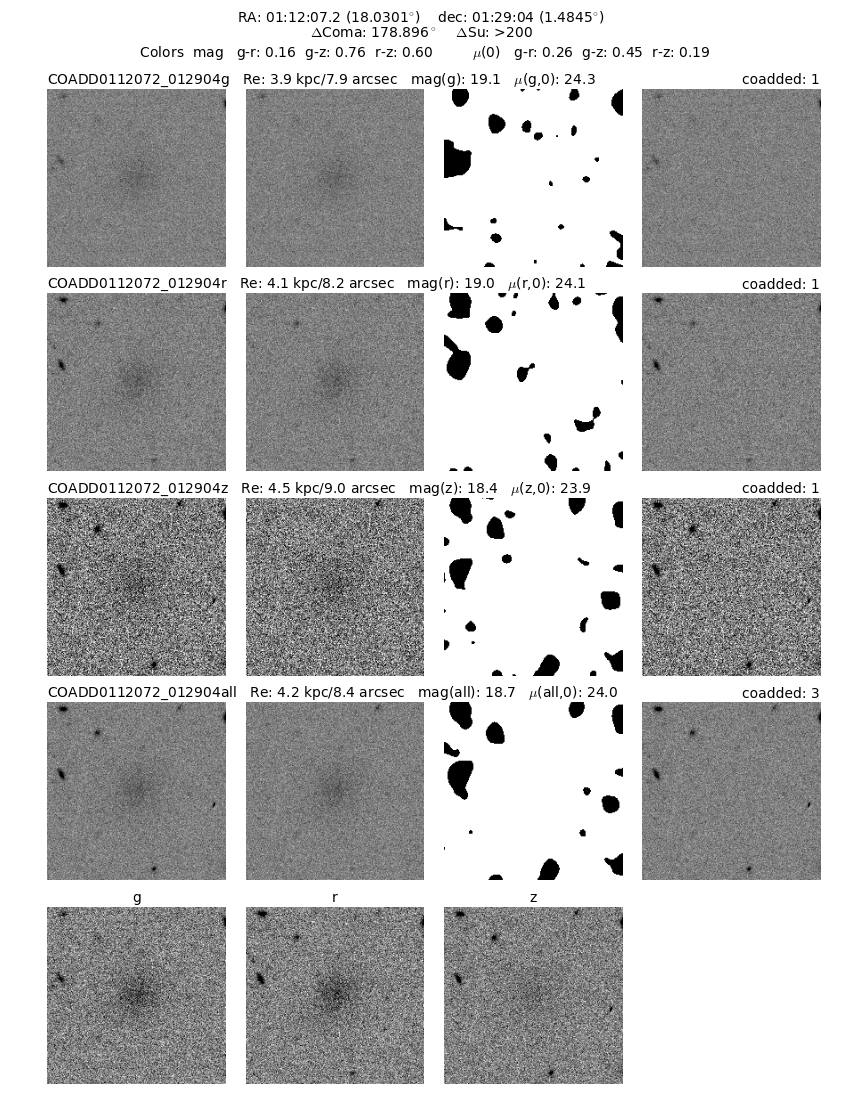 RA: 01:12:07.2 (18.0301°) dec: 01:29:04 (1.4845°)
ΔComa: 178.896° ΔSu: >200
Colors mag g-r: 0.16 g-z: 0.76 r-z: 0.60 μ(0) g-r: 0.26 g-z: 0.45 r-z: 0.19
COADD0112072_012904g Re: 3.9 kpc/7.9 arcsec mag(g): 19.1 μ(g,0): 24.3 coadded: 1
COADD0112072_012904r Re: 4.1 kpc/8.2 arcsec mag(r): 19.0 μ(r,0): 24.1 coadded: 1
COADD0112072_012904z Re: 4.5 kpc/9.0 arcsec mag(z): 18.4 μ(z,0): 23.9 coadded: 1
COADD0112072_012904all Re: 4.2 kpc/8.4 arcsec mag(all): 18.7 μ(all,0): 24.0 coadded: 3
g r z